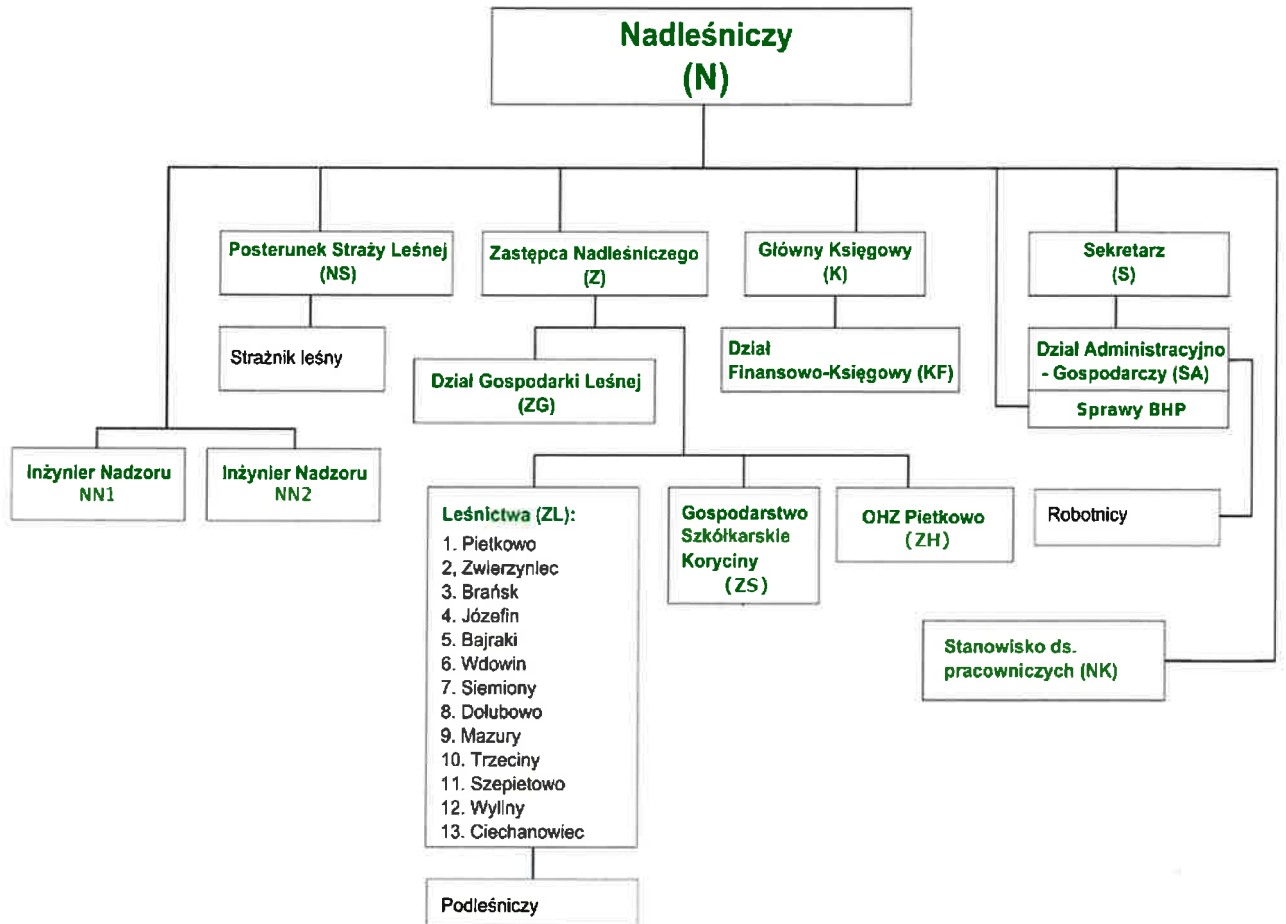 Nadleśniczy
(N)
Posterunek Straży Leśnej
(NS)
Zastępca Nadleśniczego
(Z)
Główny Księgowy
(K)
Sekretarz
(S)
Strażnik leśny
Dział Gospodarki Leśnej
(ZG)
Dział
Finansowo-Księgowy (KF)
Dział Administracyjno
- Gospodarczy (SA)
Sprawy BHP
Inżynier Nadzoru
NN1
Inżynier Nadzoru
NN2
Leśnictwa (ZL):
1. Pietkowo
2, Zwierzyniec
3. Brańsk
4. Józefin
5. Bajraki
6. Wdowin
7. Siemiony
8. Dołubowo
9. Mazury
10. Trzeciny
11. Szepietowo
12. Wyliny
13. Ciechanowiec
Gospodarstwo
Szkółkarskie
Koryciny
(ZS)
OHZ Pietkowo
(ZH)
Robotnicy
Stanowisko ds.
pracowniczych (NK)
Podleśniczy